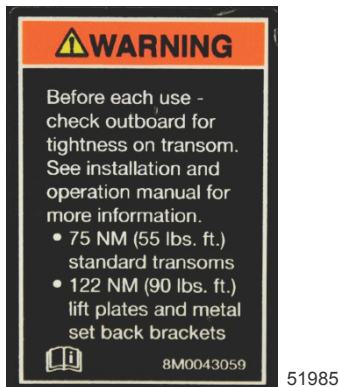 WARNING
Before each use -
check outboard for
tightness on transom.
See installation and
operation manual for
more information.
• 75 NM (55 lbs. ft.)
standard transoms
• 122 NM (90 lbs. ft.)
lift plates and metal
set back brackets
8M0043059
51985